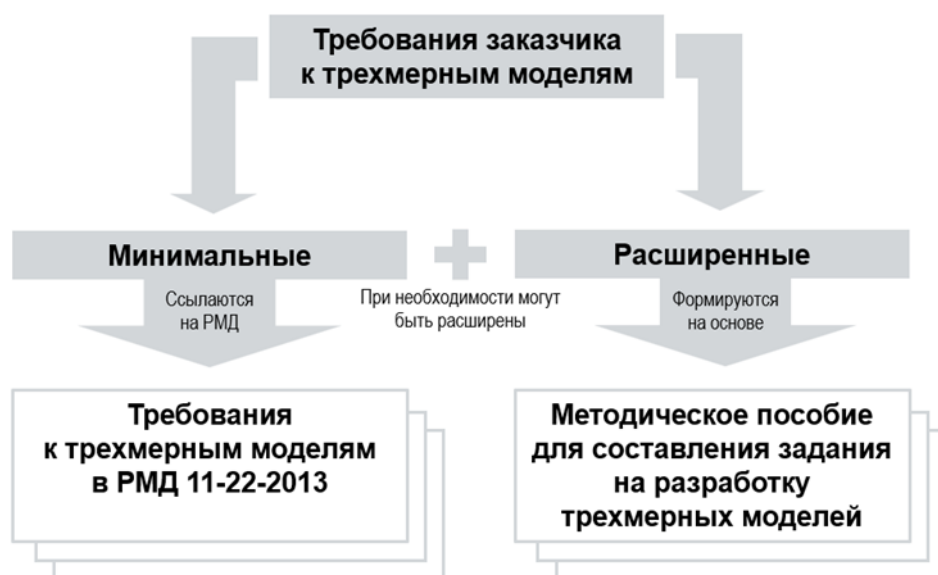 Требования заказчика
к трехмерным моделям
Минимальные
Расширенные
Ссылаются
на РМД
При необходимости могут
быть расширены
Формируются
на основе
Требования
к трехмерным моделям
в РМД 11-22-2013
Методическое пособие
для составления задания
на разработку
трехмерных моделей